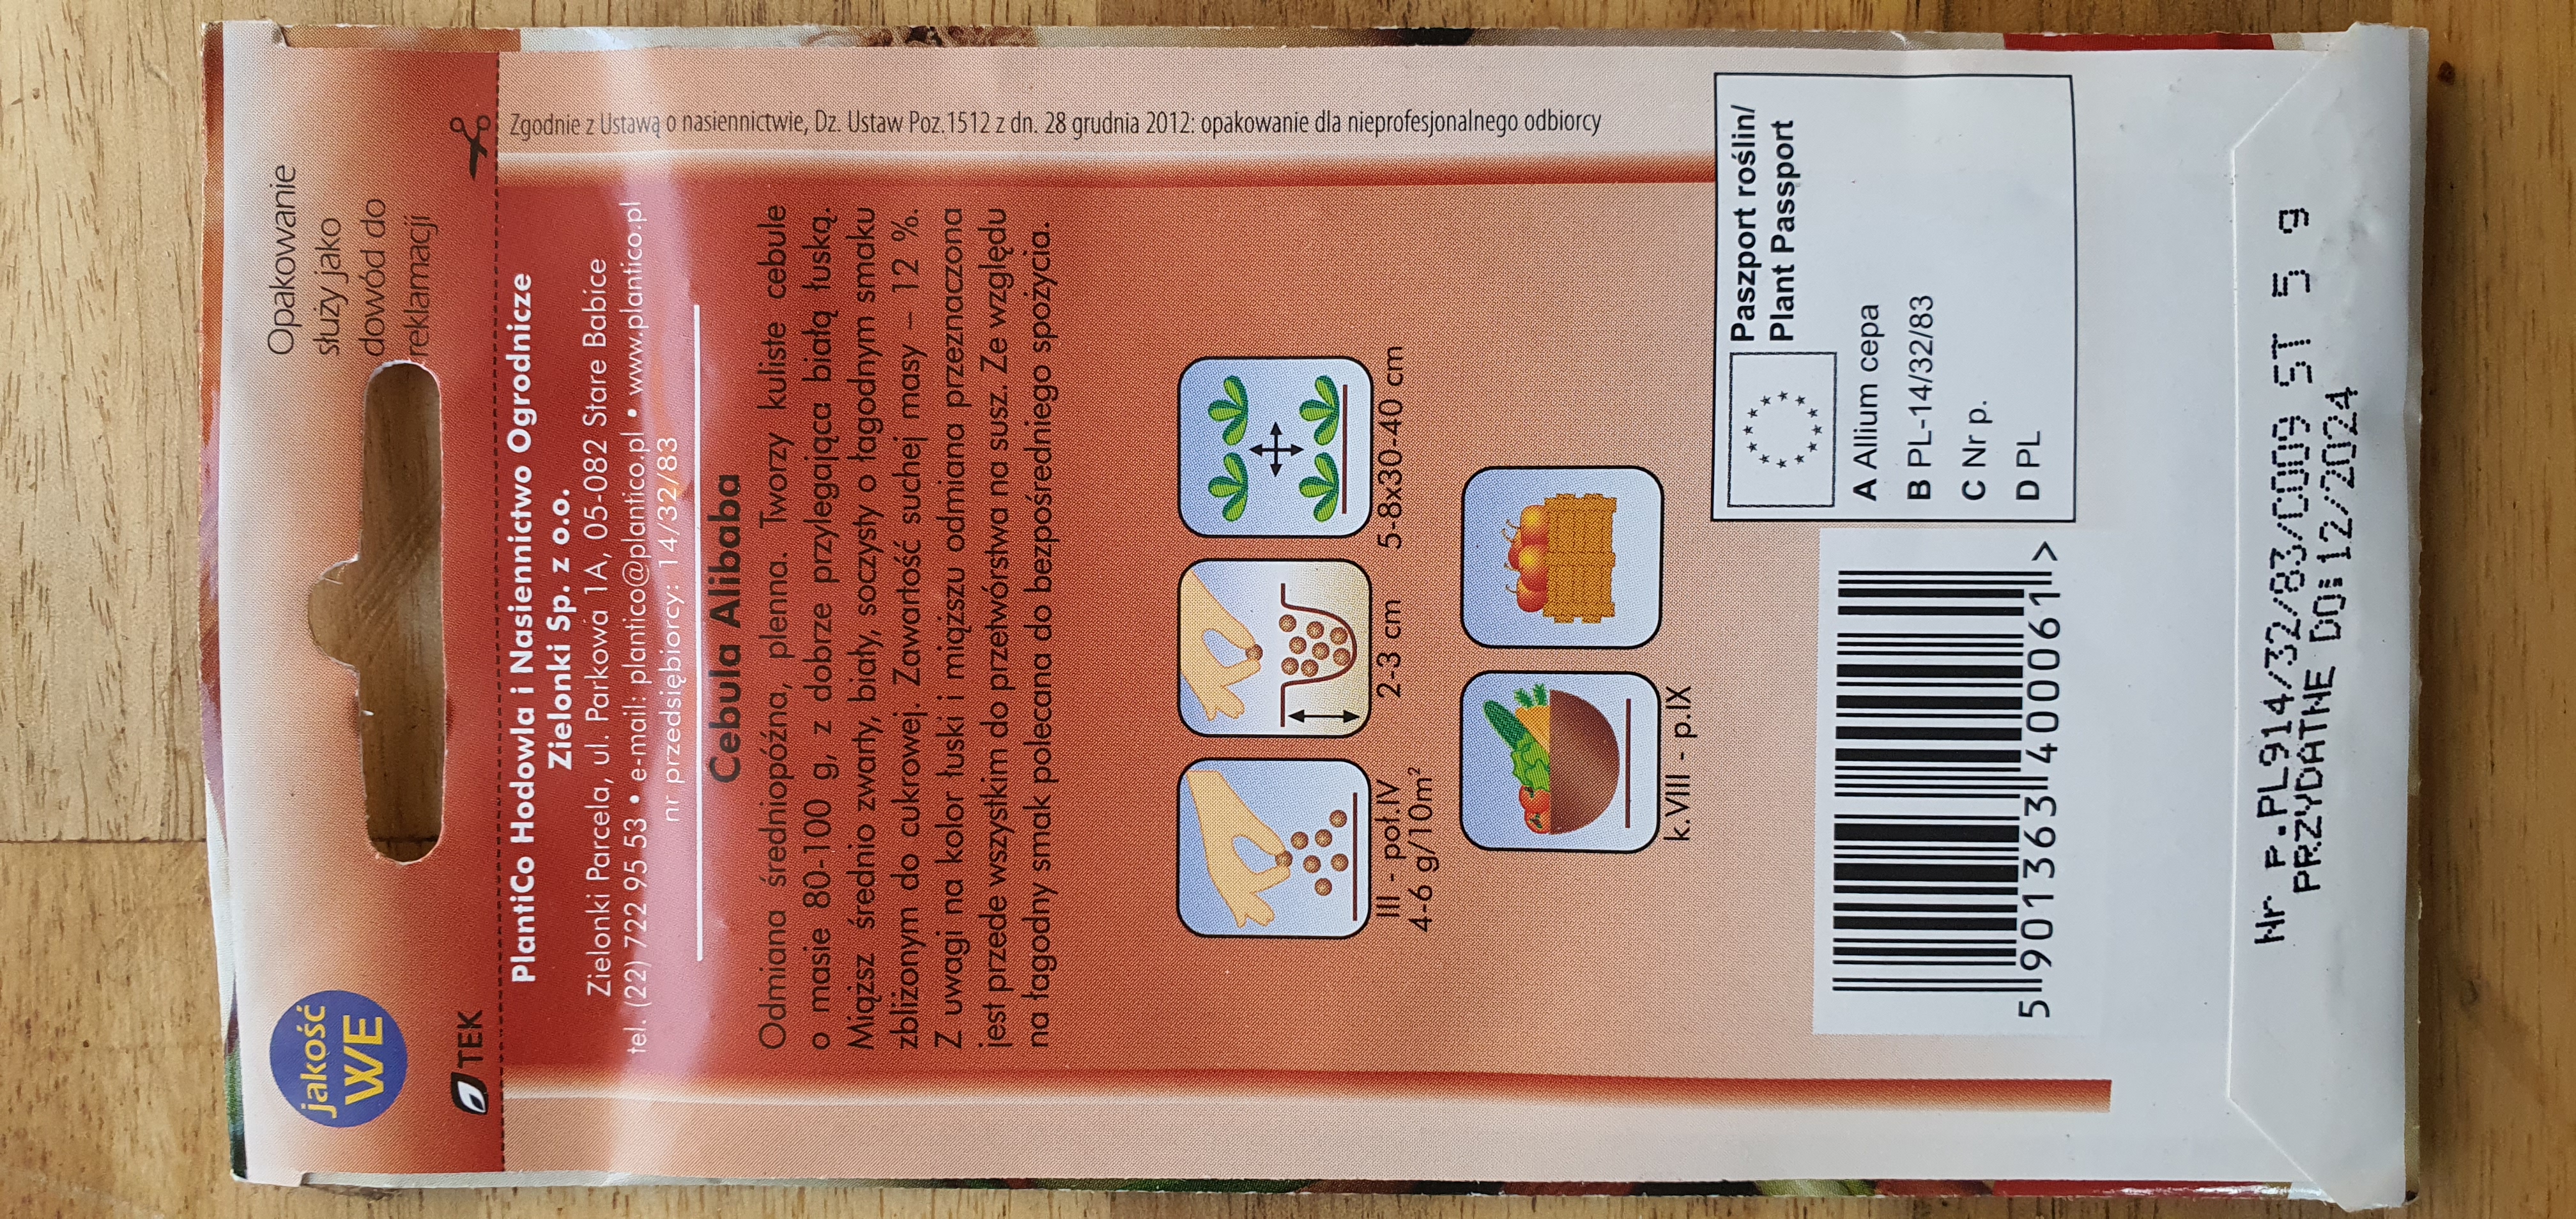 jakość
WE
Opakowanie
służy jako
dowód do
reklamacji
TEK
PlantiCo Hodowla i Nasiennictwo Ogrodnicze
Zielonki Sp. z o.o.
Zielonki Parcela, ul. Parkowa 1A, 05-082 Stare Babice
tel. (22) 722 95 53 • e-mail: plantico@plantico.pl • www.plantico.pl
nr przedsiębiorcy: 14/32/83
Cebula Alibaba
Odmiana średniopóźna, plenna. Tworzy kuliste cebule
o masie 80-100 g, z dobrze przylegająca białą łuską.
Miąższ średnio zwarty, biały, soczysty o łagodnym smaku
zbliżonym do cukrowej. Zawartość suchej masy – 12 %.
Z uwagi na kolor łuski i miąższu odmiana przeznaczona
jest przede wszystkim do przetwórstwa na susz. Ze względu
na łagodny smak polecana do bezpośredniego spożycia.
III - poł.IV
4-6 g/10m²
2-3 cm
5-8x30-40 cm
k.VIII - p.IX
Zgodnie z Ustawą o nasiennictwie, Dz. Ustaw Poz.1512 z dn. 28 grudnia 2012: opakowanie dla nieprofesjonalnego odbiorcy
5 901363 400061 >
Paszport roślin/
Plant Passport
A Allium cepa
B PL-14/32/83
C Nr p.
D PL
Nr P.PL914/32/83/C009 ST 5 g
PRZYDATNE DO:12/2024